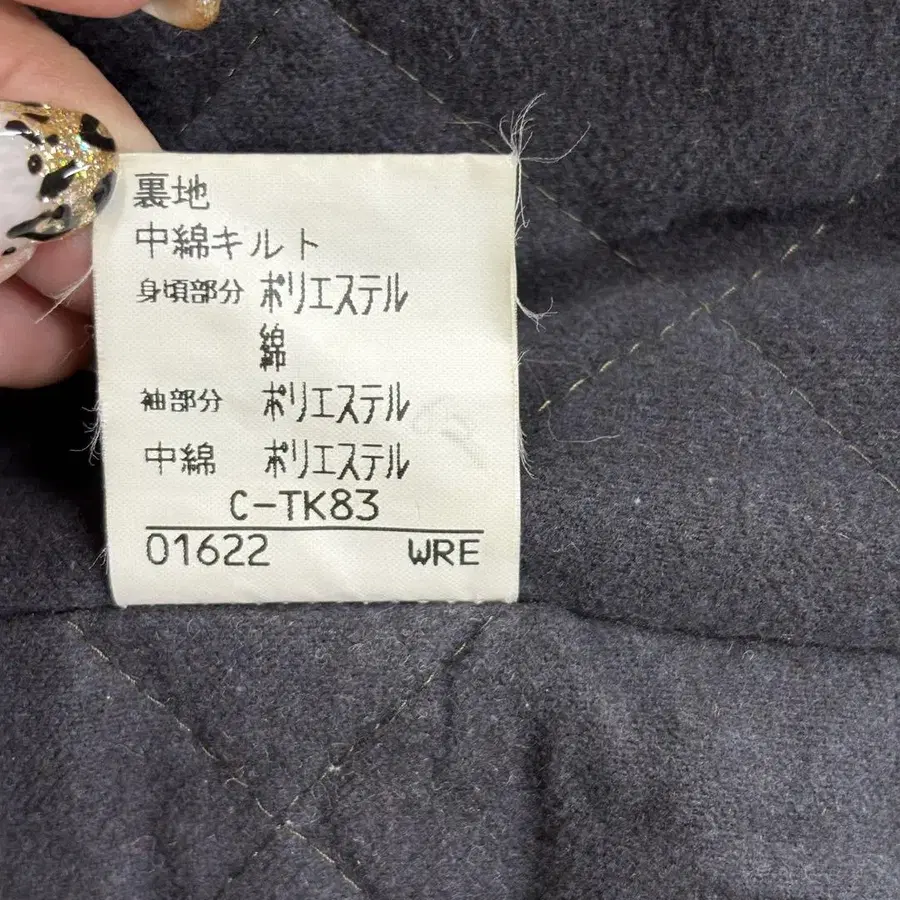 裏地
中綿キルト
身頃部分 ポリエステル
綿
袖部分 ポリエステル
中綿 ポリエステル
C-TK83
01622 WRE